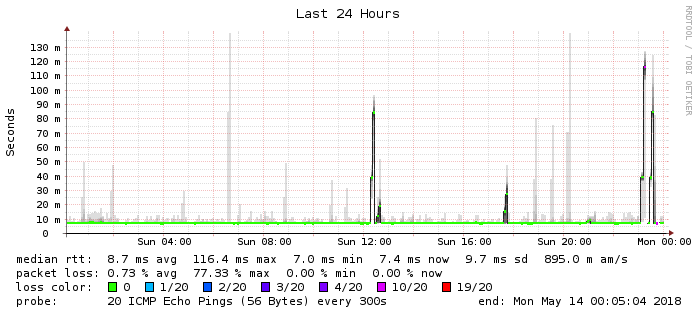 Last 24 Hours
RRDTOOL / TOBI OETIKER
Seconds
130 m
120 m
110 m
100 m
90 m
80 m
70 m
60 m
50 m
40 m
30 m
20 m
10 m
0
Sun 04:00 Sun 08:00 Sun 12:00 Sun 16:00 Sun 20:00 Mon 00:00
median rtt: 8.7 ms avg 116.4 ms max 7.0 ms min 7.4 ms now 9.7 ms sd 895.0 m am/s
packet loss: 0.73 % avg 77.33 % max 0.00 % min 0.00 % now
loss color: 0 1/20 2/20 3/20 4/20 10/20 19/20
probe: 20 ICMP Echo Pings (56 Bytes) every 300s end: Mon May 14 00:05:04 2018